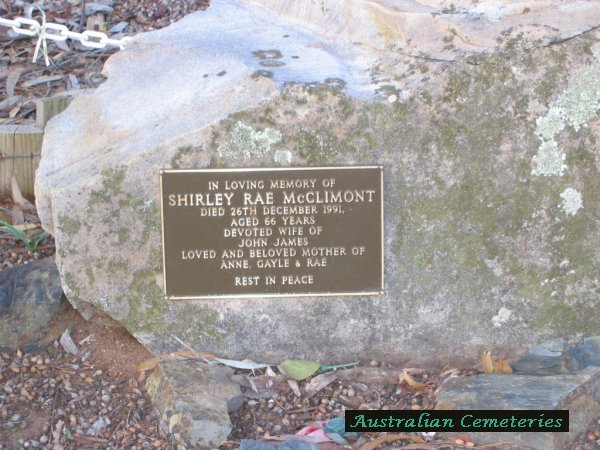 IN LOVING MEMORY OF
SHIRLEY RAE McCLIMONT
DIED 26TH DECEMBER 1991.
AGED 66 YEARS
DEVOTED WIFE OF
JOHN JAMES
LOVED AND BELOVED MOTHER OF
ANNE, GAYLE & RAE
REST IN PEACE
Australian Cemeteries